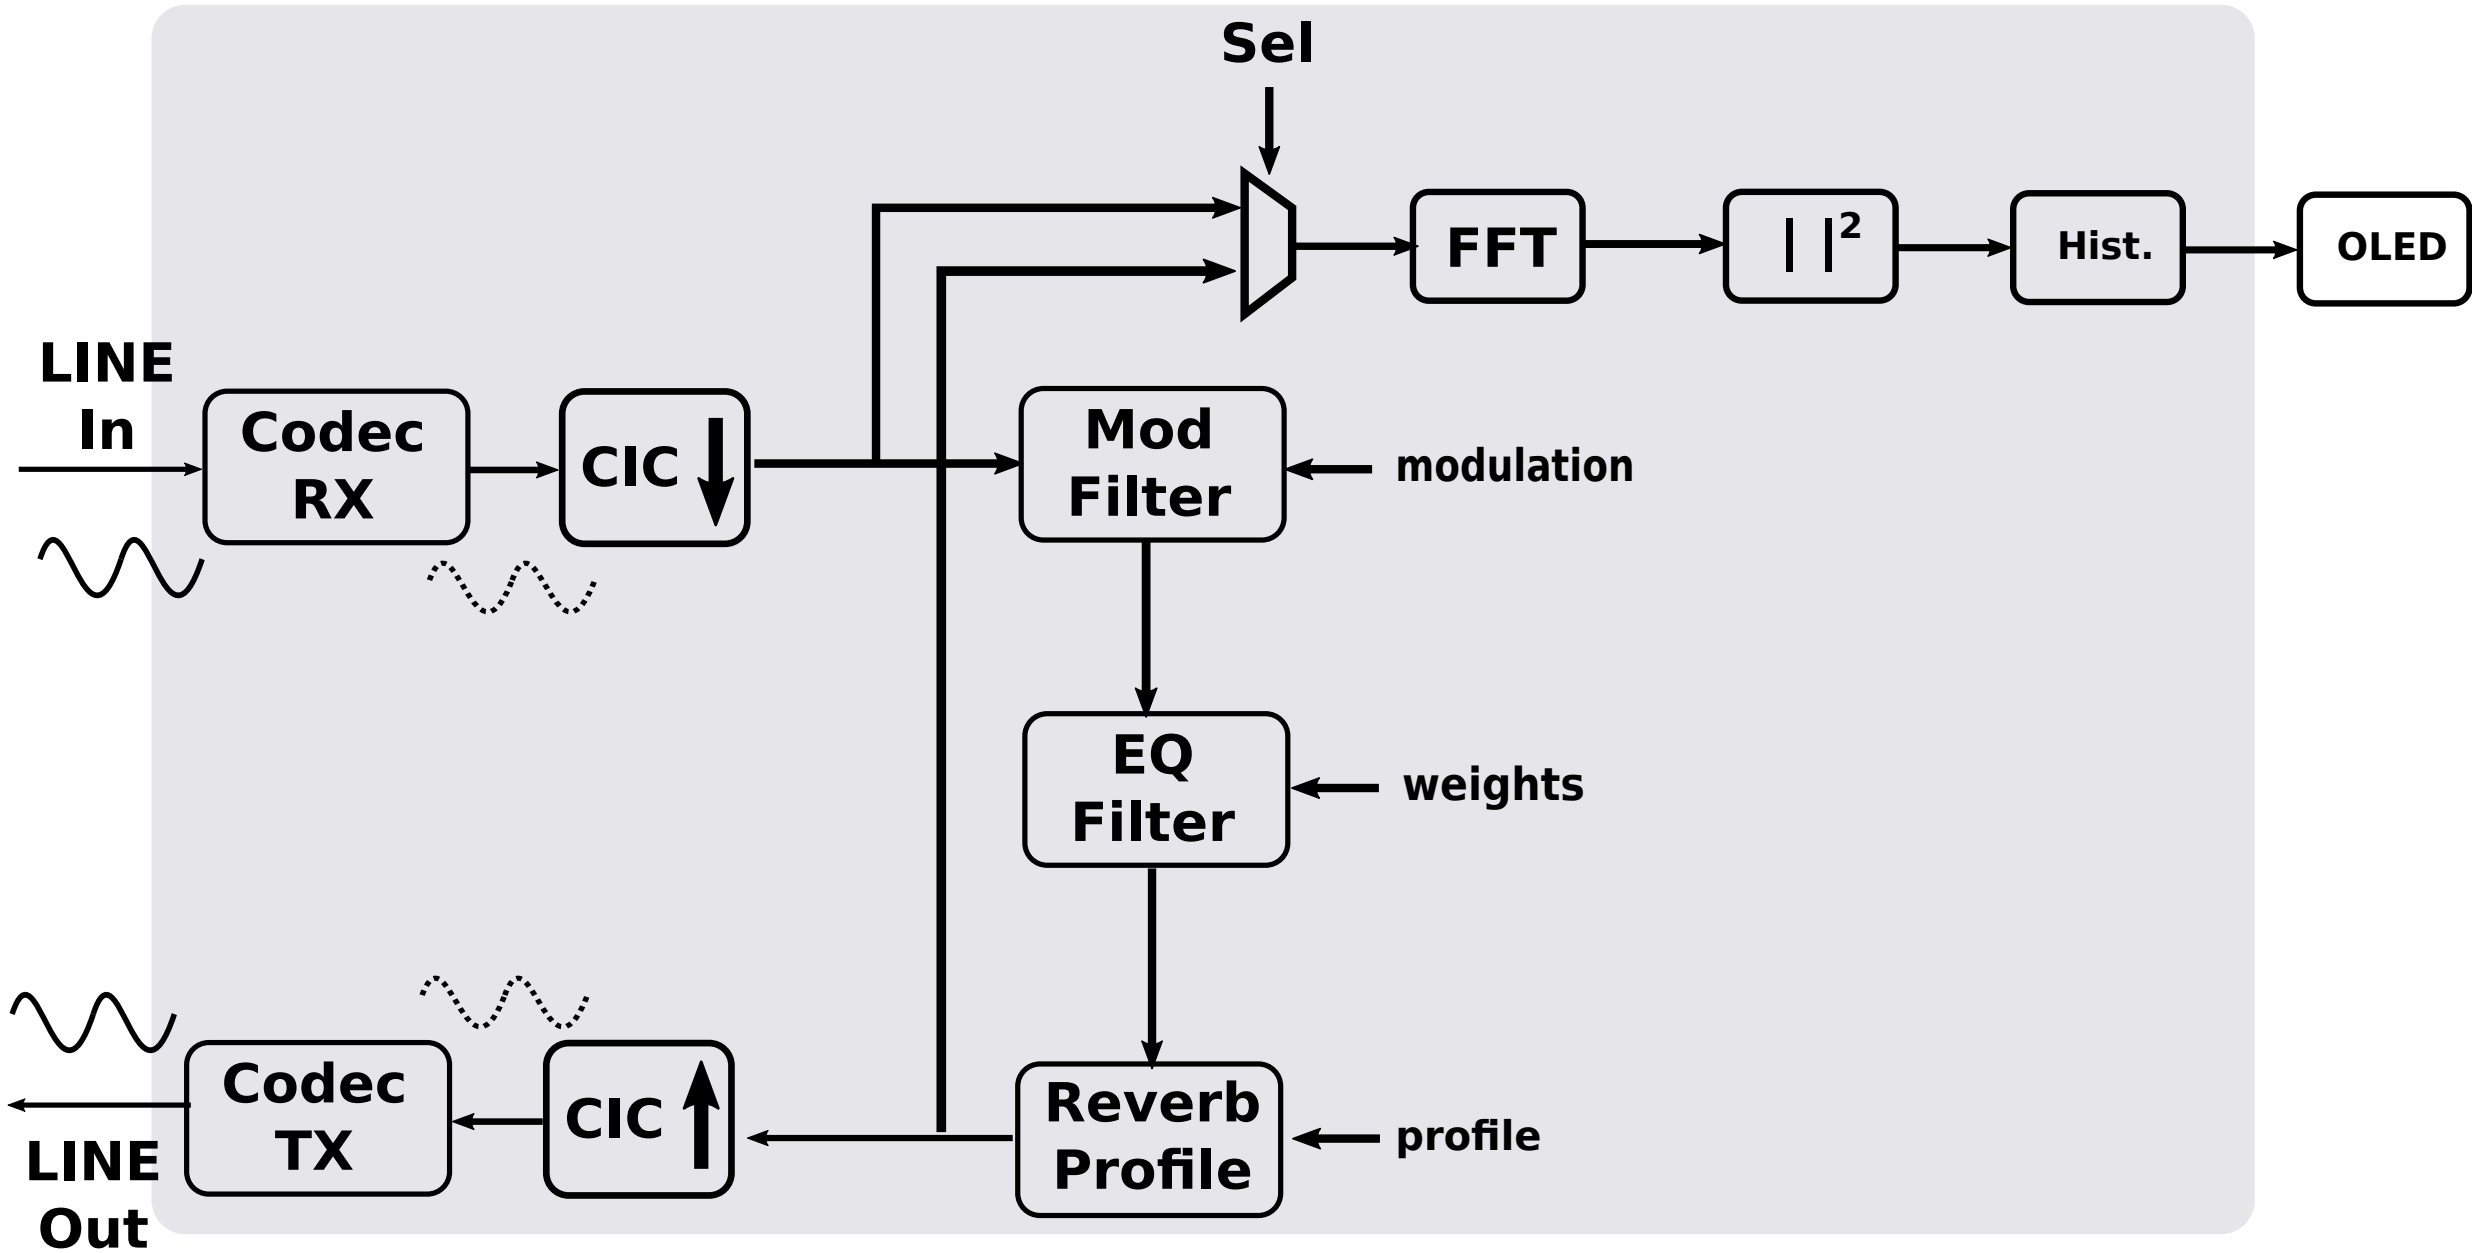 Sel
FFT
| |²
Hist.
OLED
LINE
In
Codec
RX
CIC
Mod
Filter
modulation
EQ
Filter
weights
Reverb
Profile
profile
CIC
Codec
TX
LINE
Out